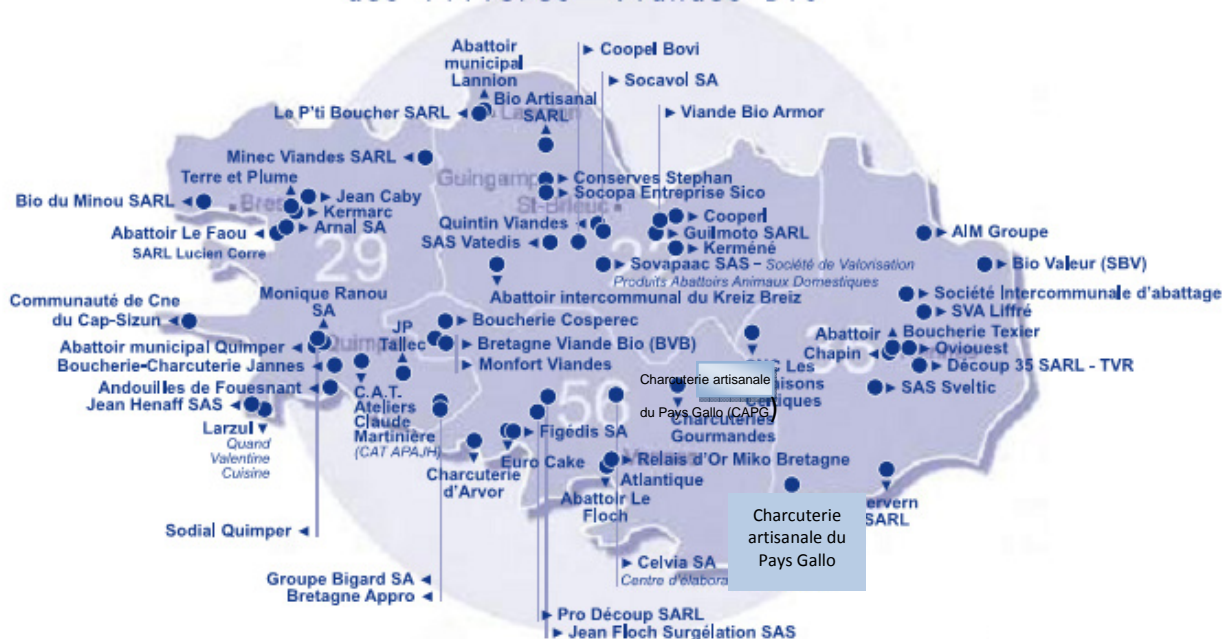 Abattoir
municipal
Lannion
► Coopel Bovi
► Socavol SA
Bio Artisanal
SARL
► Viande Bio Armor
Le P'ti Boucher SARL ◄
Minec Viandes SARL ◄
Terre et Plume
► Jean Caby
► Kermarc
► Arnal SA
Bio du Minou SARL ◄
Abattoir Le Faou ◄
SARL Lucien Corre
Guingamp
► Conserves Stephan
► Socopa Entreprise Sico
St-Brieuc
Quintin Viandes ◄
SAS Vatedis ◄
► Cooperl
► Guilmoto SARL
► Kerméné
► AIM Groupe
► Bio Valeur (SBV)
► Sovapaac SAS – Société de Valorisation
Produits Abattoirs Animaux Domestiques
29
Abattoir intercommunal du Kreiz Breiz
► Société Intercommunale d'abattage
► SVA Liffré
Communauté de Cne
du Cap-Sizun ◄
Monique Ranou
SA
► Boucherie Cosperec
JP
Tallec
► Bretagne Viande Bio (BVB)
► Monfort Viandes
Abattoir
Chapin
Boucherie Texier
► Oviouest
► Découp 35 SARL - TVR
► SAS Sveltic
Abattoir municipal Quimper ◄
Boucherie-Charcuterie Jannes ◄
Andouilles de Fouesnant ◄
Jean Henaff SAS ◄
Larzul
Quand
Valentine
Cuisine
C.A.T.
Ateliers
Claude
Martinière
(CAT APAJH)
56
Les
Charcuterie artisanale
du Pays Gallo (CAPG)
Charcuteries
Gourmandes
► Figédis SA
Euro Cake
Charcuterie
d'Arvor
► Relais d'Or Miko Bretagne
Atlantique
Abattoir Le
Floch
SARL
Charcuterie
artisanale du
Pays Gallo
Sodial Quimper ◄
► Celvia SA
Groupe Bigard SA ◄
Bretagne Appro ◄
► Pro Découp SARL
► Jean Floch Surgélation SAS